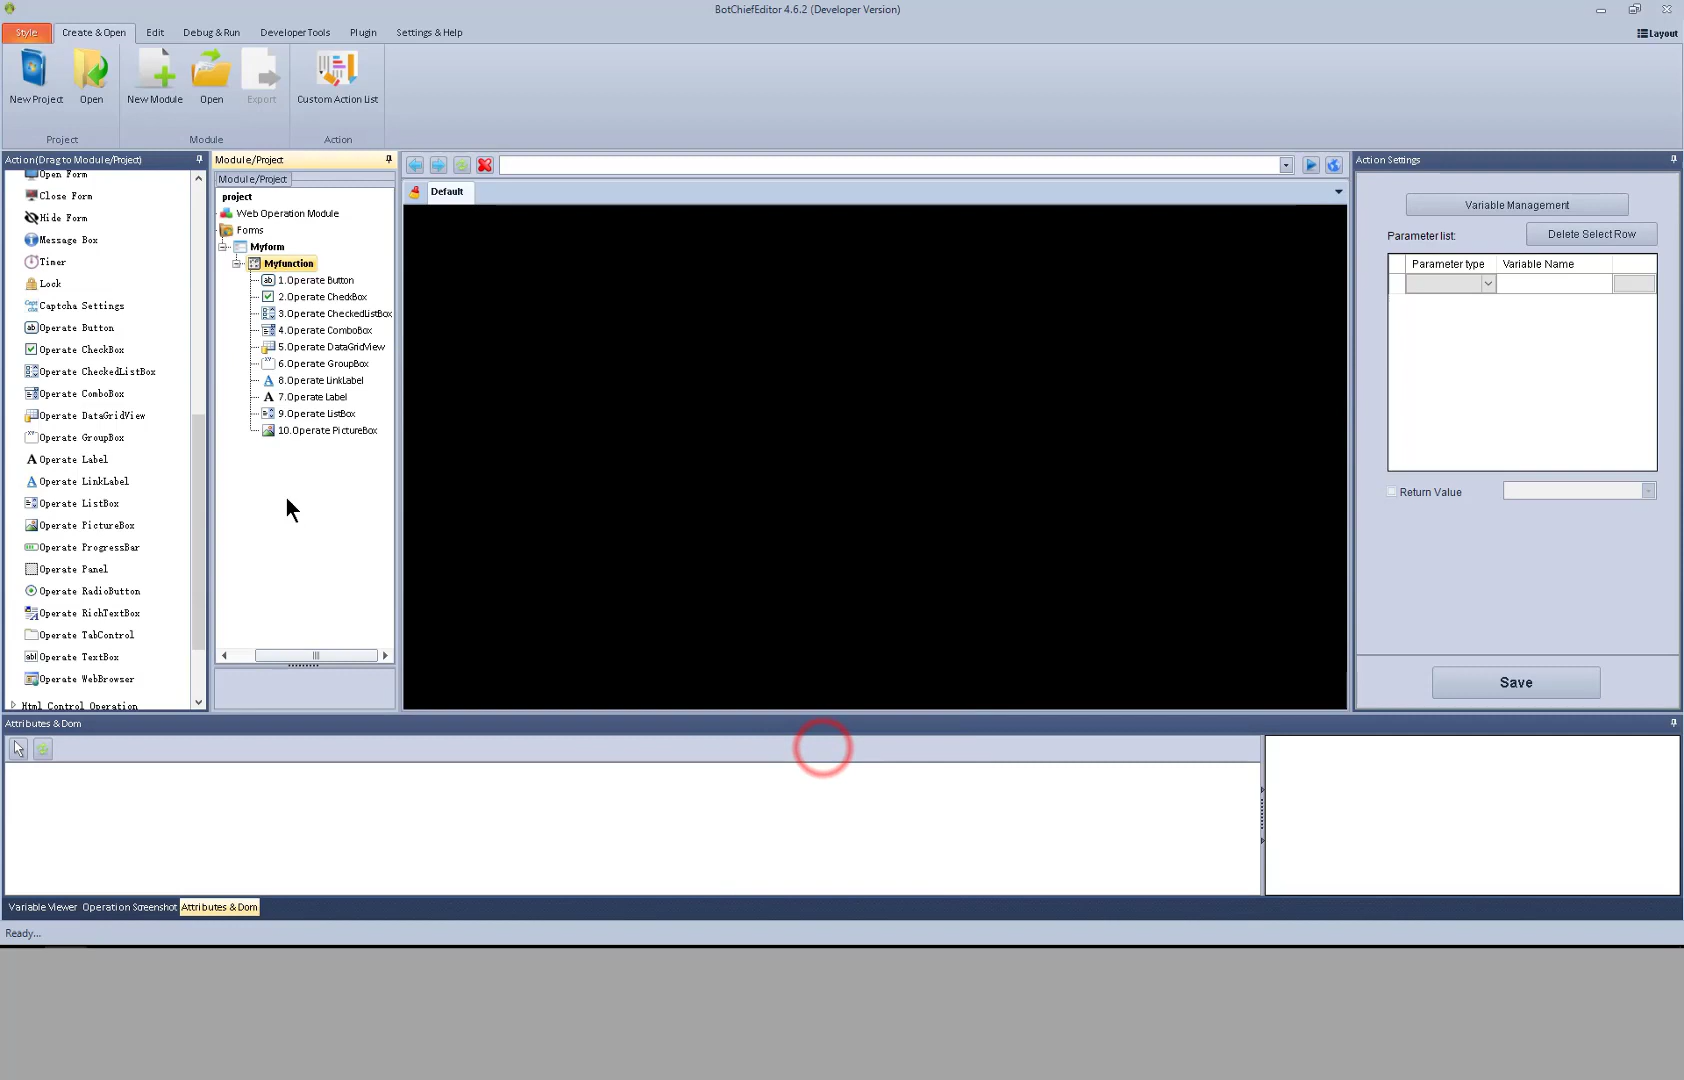 BotChiefEditor 4.6.2 (Developer Version)
Style
Create & Open
Edit
Debug & Run
Developer Tools
Plugin
Settings & Help
Layout
New Project
Open
New Module
Open
Export
Custom Action List
Project
Module
Action
Action(Drag to Module/Project)
Open Form
Close Form
Hide Form
Message Box
Timer
Lock
Captcha Settings
Operate Button
Operate CheckBox
Operate CheckedListBox
Operate ComboBox
Operate DataGridView
Operate GroupBox
Operate Label
Operate LinkLabel
Operate ListBox
Operate PictureBox
Operate ProgressBar
Operate Panel
Operate RadioButton
Operate RichTextBox
Operate TabControl
Operate TextBox
Operate WebBrowser
Html Control Operation
Module/Project
Module/Project
project
Web Operation Module
Forms
Myform
Myfunction
1.Operate Button
2.Operate CheckBox
3.Operate CheckedListBox
4.Operate ComboBox
5.Operate DataGridView
6.Operate GroupBox
8.Operate LinkLabel
7.Operate Label
9.Operate ListBox
10.Operate PictureBox
Default
Action Settings
Variable Management
Parameter list:
Delete Select Row
Parameter type
Variable Name
Return Value
Save
Attributes & Dom
Variable Viewer
Operation Screenshot
Attributes & Dom
Ready...